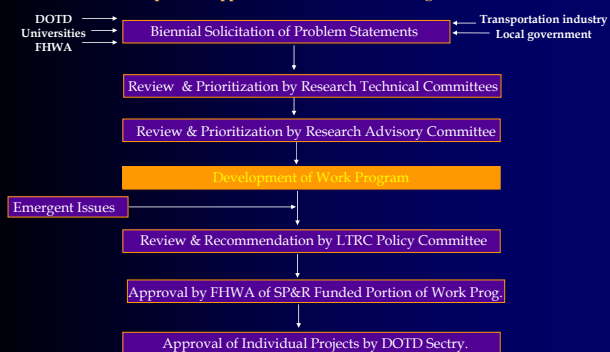 DOTD
Universities
FHWA
Biennial Solicitation of Problem Statements
Transportation industry
Local government
Review & Prioritization by Research Technical Committees
Review & Prioritization by Research Advisory Committee
Development of Work Program
Emergent Issues
Review & Recommendation by LTRC Policy Committee
Approval by FHWA of SP&R Funded Portion of Work Prog.
Approval of Individual Projects by DOTD Sectry.